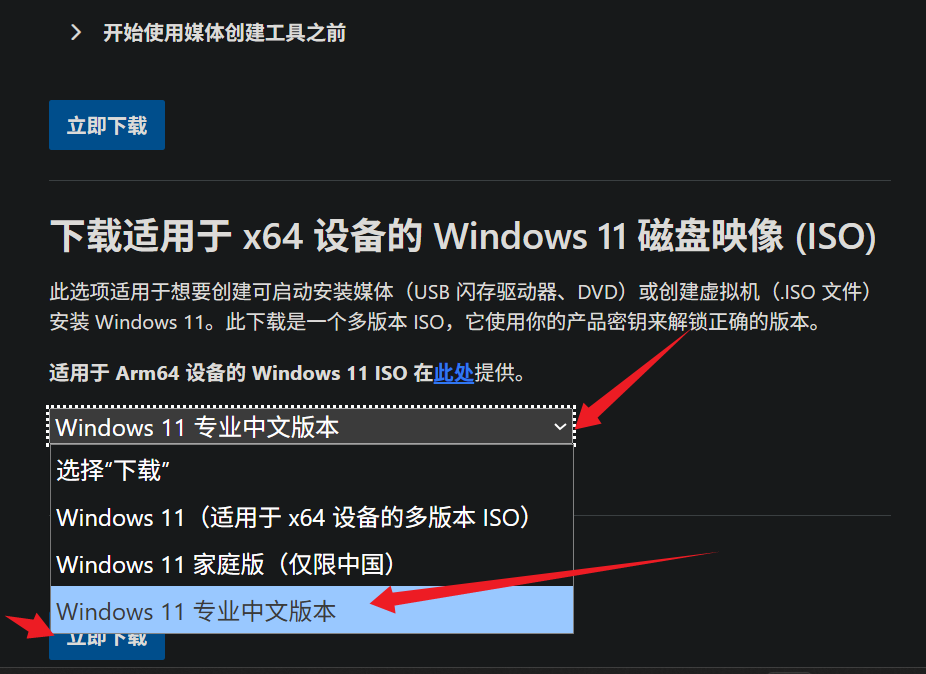 开始使用媒体创建工具之前
立即下载
下载适用于 x64 设备的 Windows 11 磁盘映像 (ISO)
此选项适用于想要创建可启动安装媒体（USB 闪存驱动器、DVD）或创建虚拟机（.ISO 文件）
安装 Windows 11。此下载是一个多版本 ISO，它使用你的产品密钥来解锁正确的版本。
适用于 Arm64 设备的 Windows 11 ISO 在此处提供。
Windows 11 专业中文版本
选择“下载”
Windows 11（适用于 x64 设备的多版本 ISO）
Windows 11 家庭版（仅限中国）
Windows 11 专业中文版本
立即下载